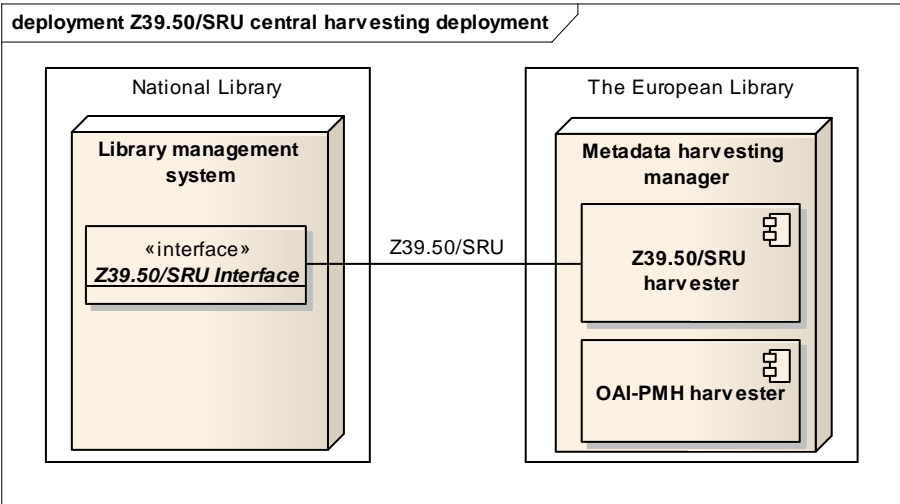 deployment Z39.50/SRU central harvesting deployment
National Library
The European Library
Library management
system
Metadata harvesting
manager
«interface»
Z39.50/SRU Interface
Z39.50/SRU
Z39.50/SRU
harvester
OAI-PMH harvester